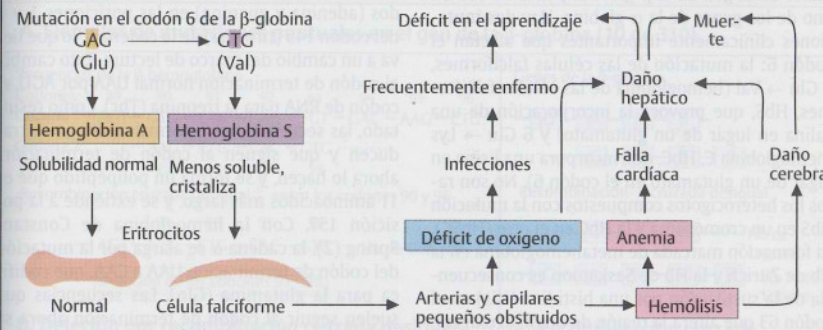 Mutación en el codón 6 de la β-globina
GAG
GTG
(Glu)
(Val)
Hemoglobina A
Hemoglobina S
Solubilidad normal
Menos soluble,
cristaliza
Eritrocitos
Normal
Célula falciforme
Déficit en el aprendizaje
Muer-
te
Frecuentemente enfermo
Daño
hepático
Infartos
Falla
cardíaca
Daño
cerebra
Déficit de oxígeno
Anemia
Arterias y capilares
pequeños obstruidos
Hemólisis